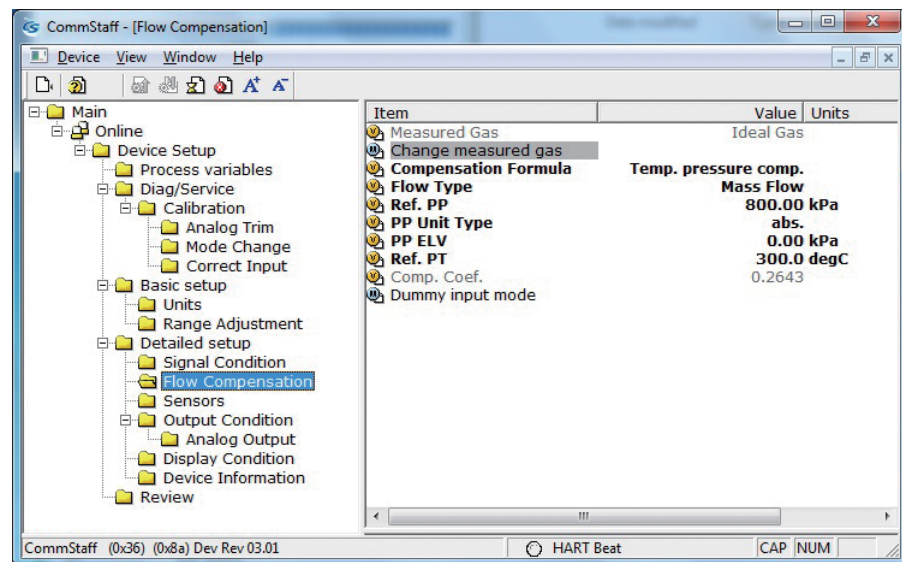 CommStaff - [Flow Compensation]
Device View Window Help
Main
Online
Device Setup
Process variables
Diag/Service
Calibration
Analog Trim
Mode Change
Correct Input
Basic setup
Units
Range Adjustment
Detailed setup
Signal Condition
Flow Compensation
Sensors
Output Condition
Analog Output
Display Condition
Device Information
Review
Item Value Units
Measured Gas Ideal Gas
Change measured gas
Compensation Formula Temp. pressure comp.
Flow Type Mass Flow
Ref. PP 800.00 kPa
PP Unit Type abs.
PP ELV 0.00 kPa
Ref. PT 300.0 degC
Comp. Coef. 0.2643
Dummy input mode
CommStaff (0x36) (0x8a) Dev Rev 03.01 HART Beat CAP NUM